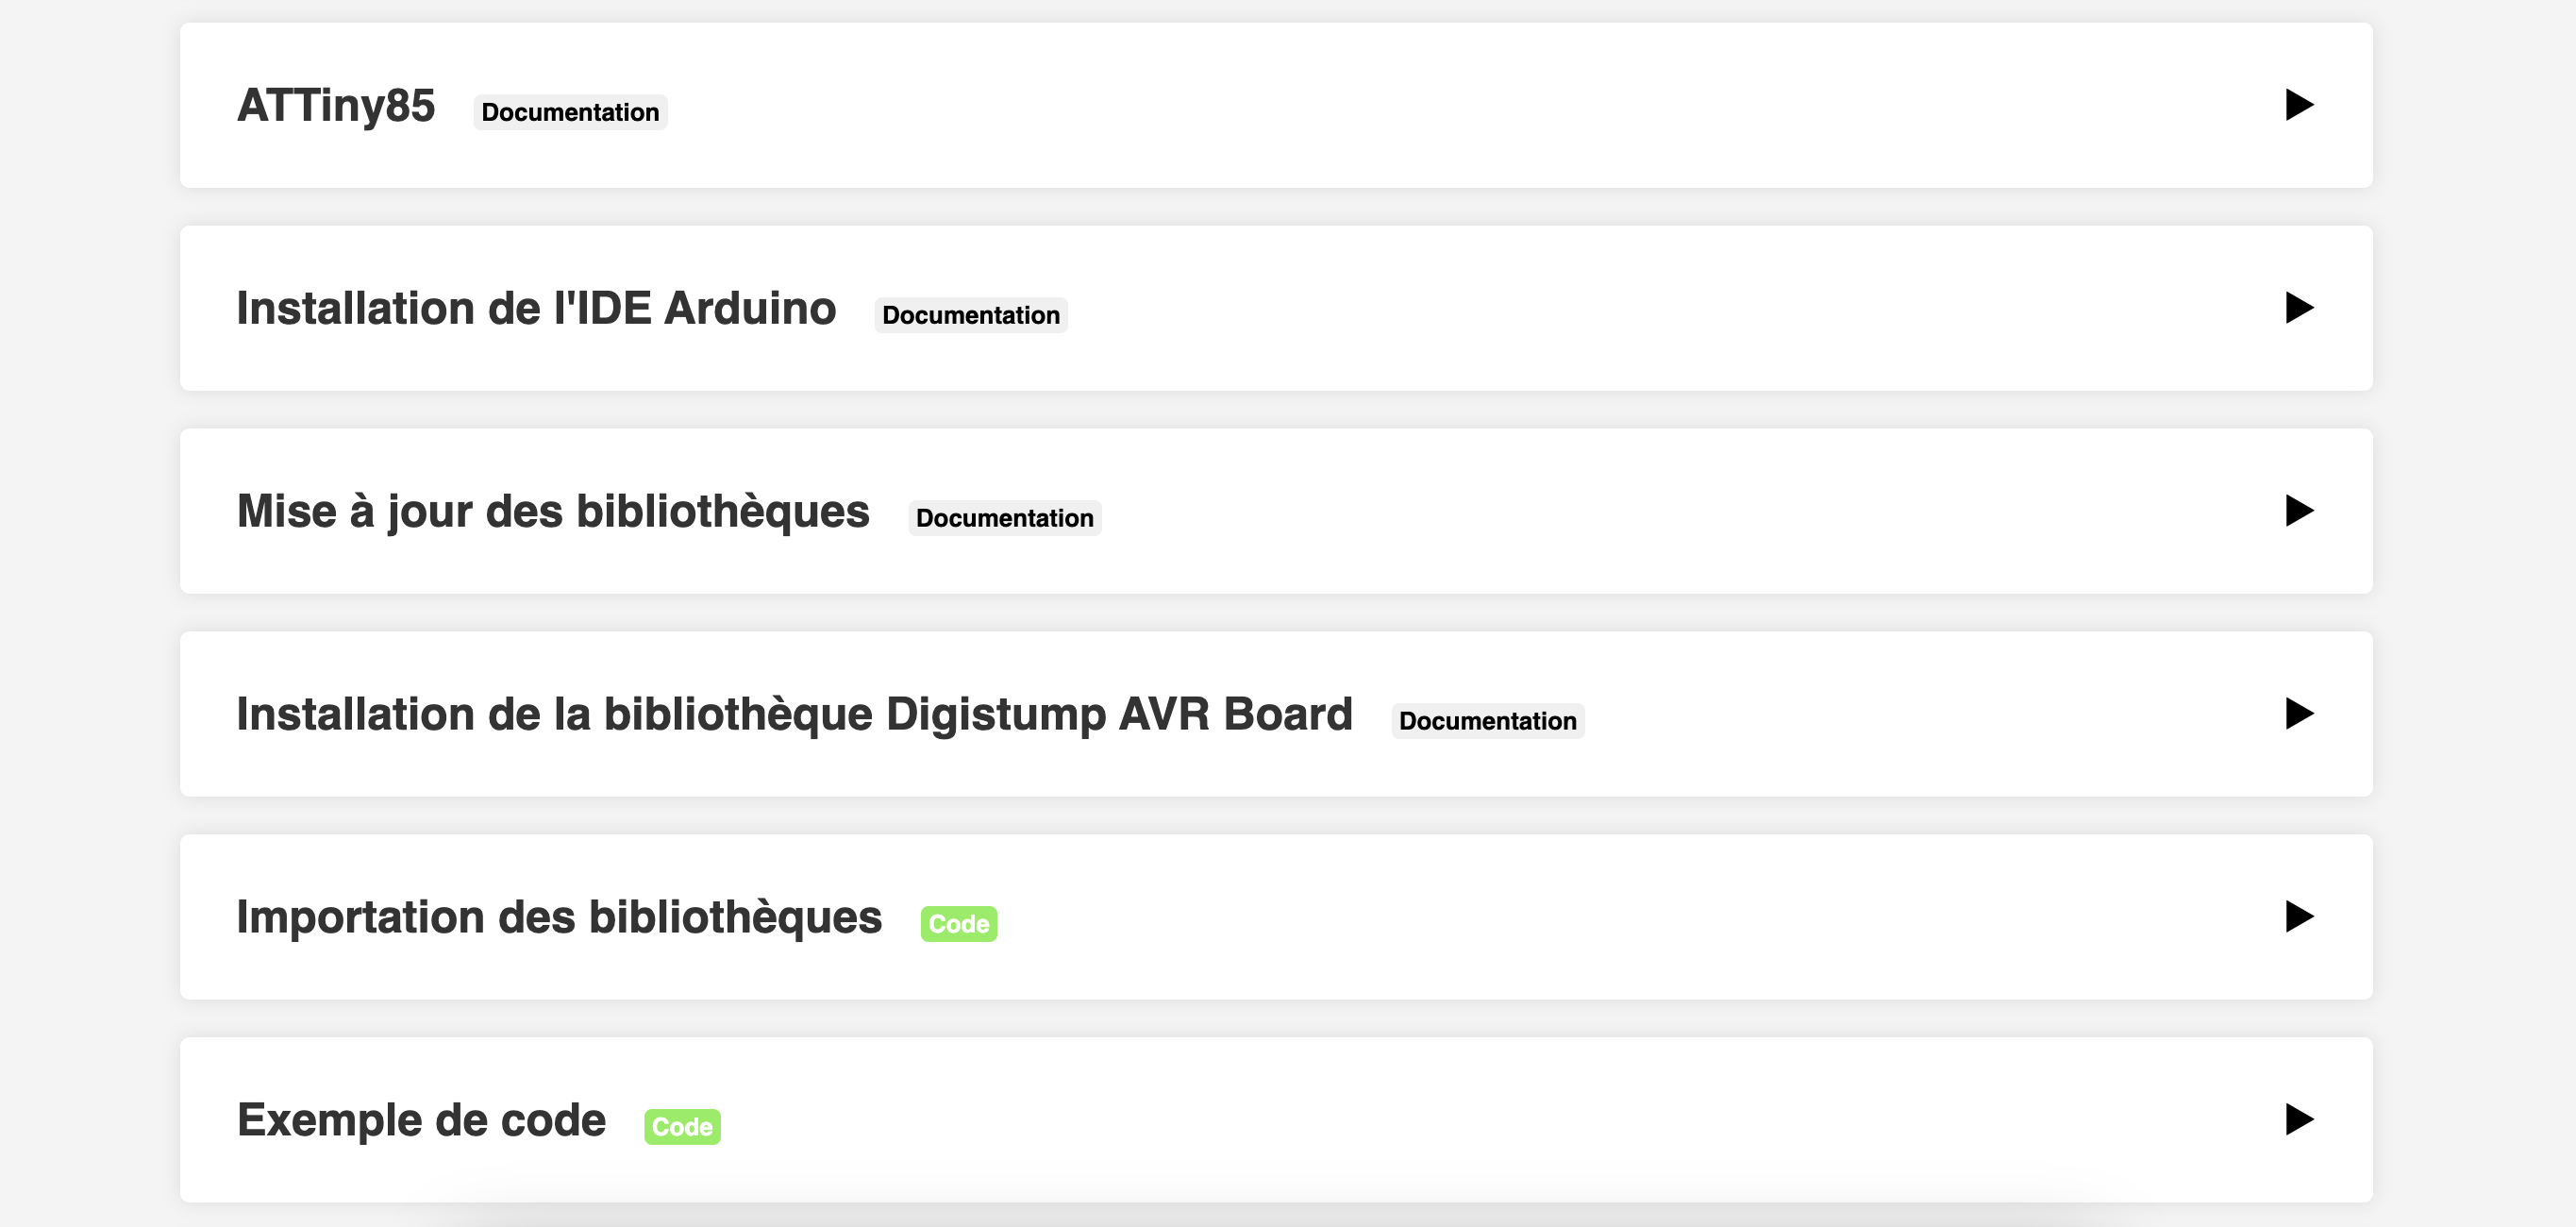 ATTiny85 Documentation
Installation de l'IDE Arduino Documentation
Mise à jour des bibliothèques Documentation
Installation de la bibliothèque Digistump AVR Board Documentation
Importation des bibliothèques Code
Exemple de code Code